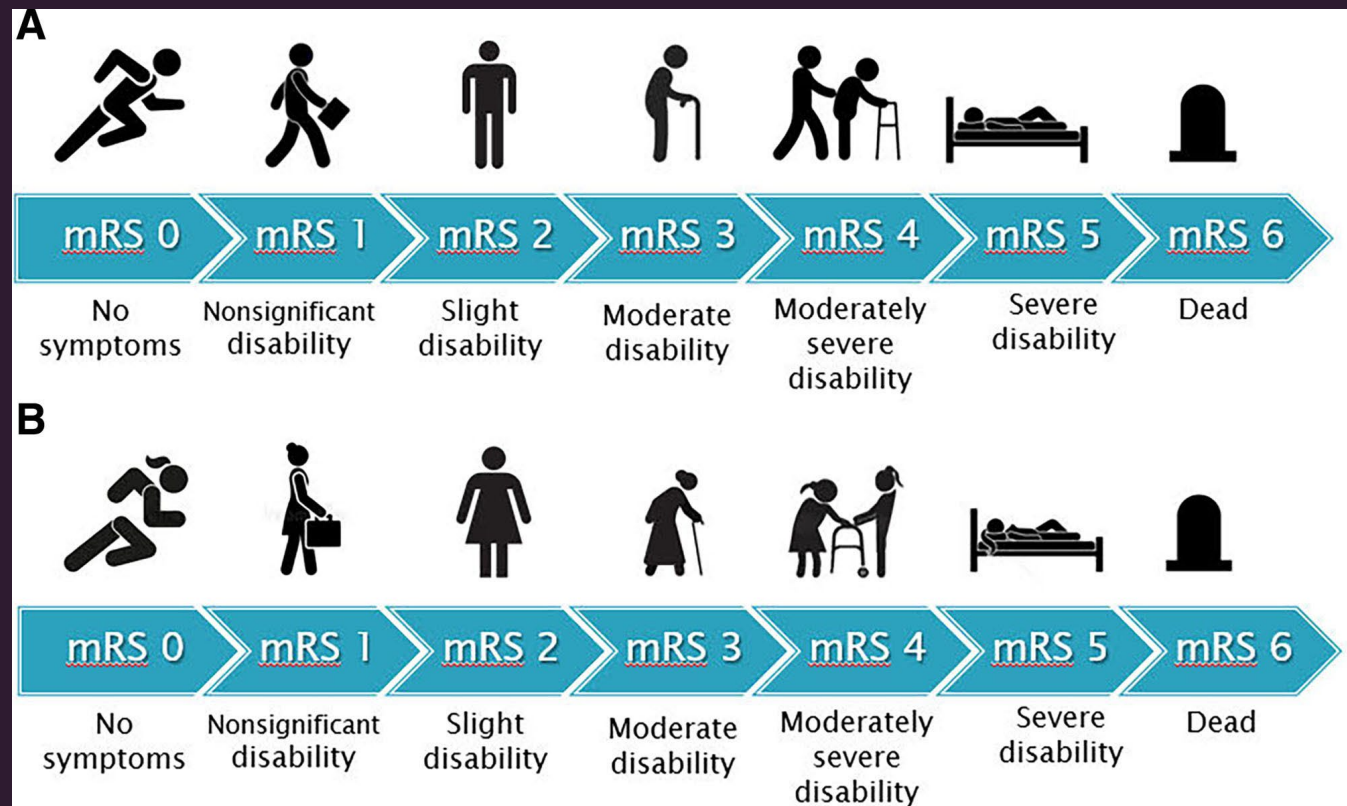 A
mRS 0 mRS 1 mRS 2 mRS 3 mRS 4 mRS 5 mRS 6
No symptoms
Nonsignificant disability
Slight disability
Moderate disability
Moderately severe disability
Severe disability
Dead
B
mRS 0 mRS 1 mRS 2 mRS 3 mRS 4 mRS 5 mRS 6
No symptoms
Nonsignificant disability
Slight disability
Moderate disability
Moderately severe disability
Severe disability
Dead